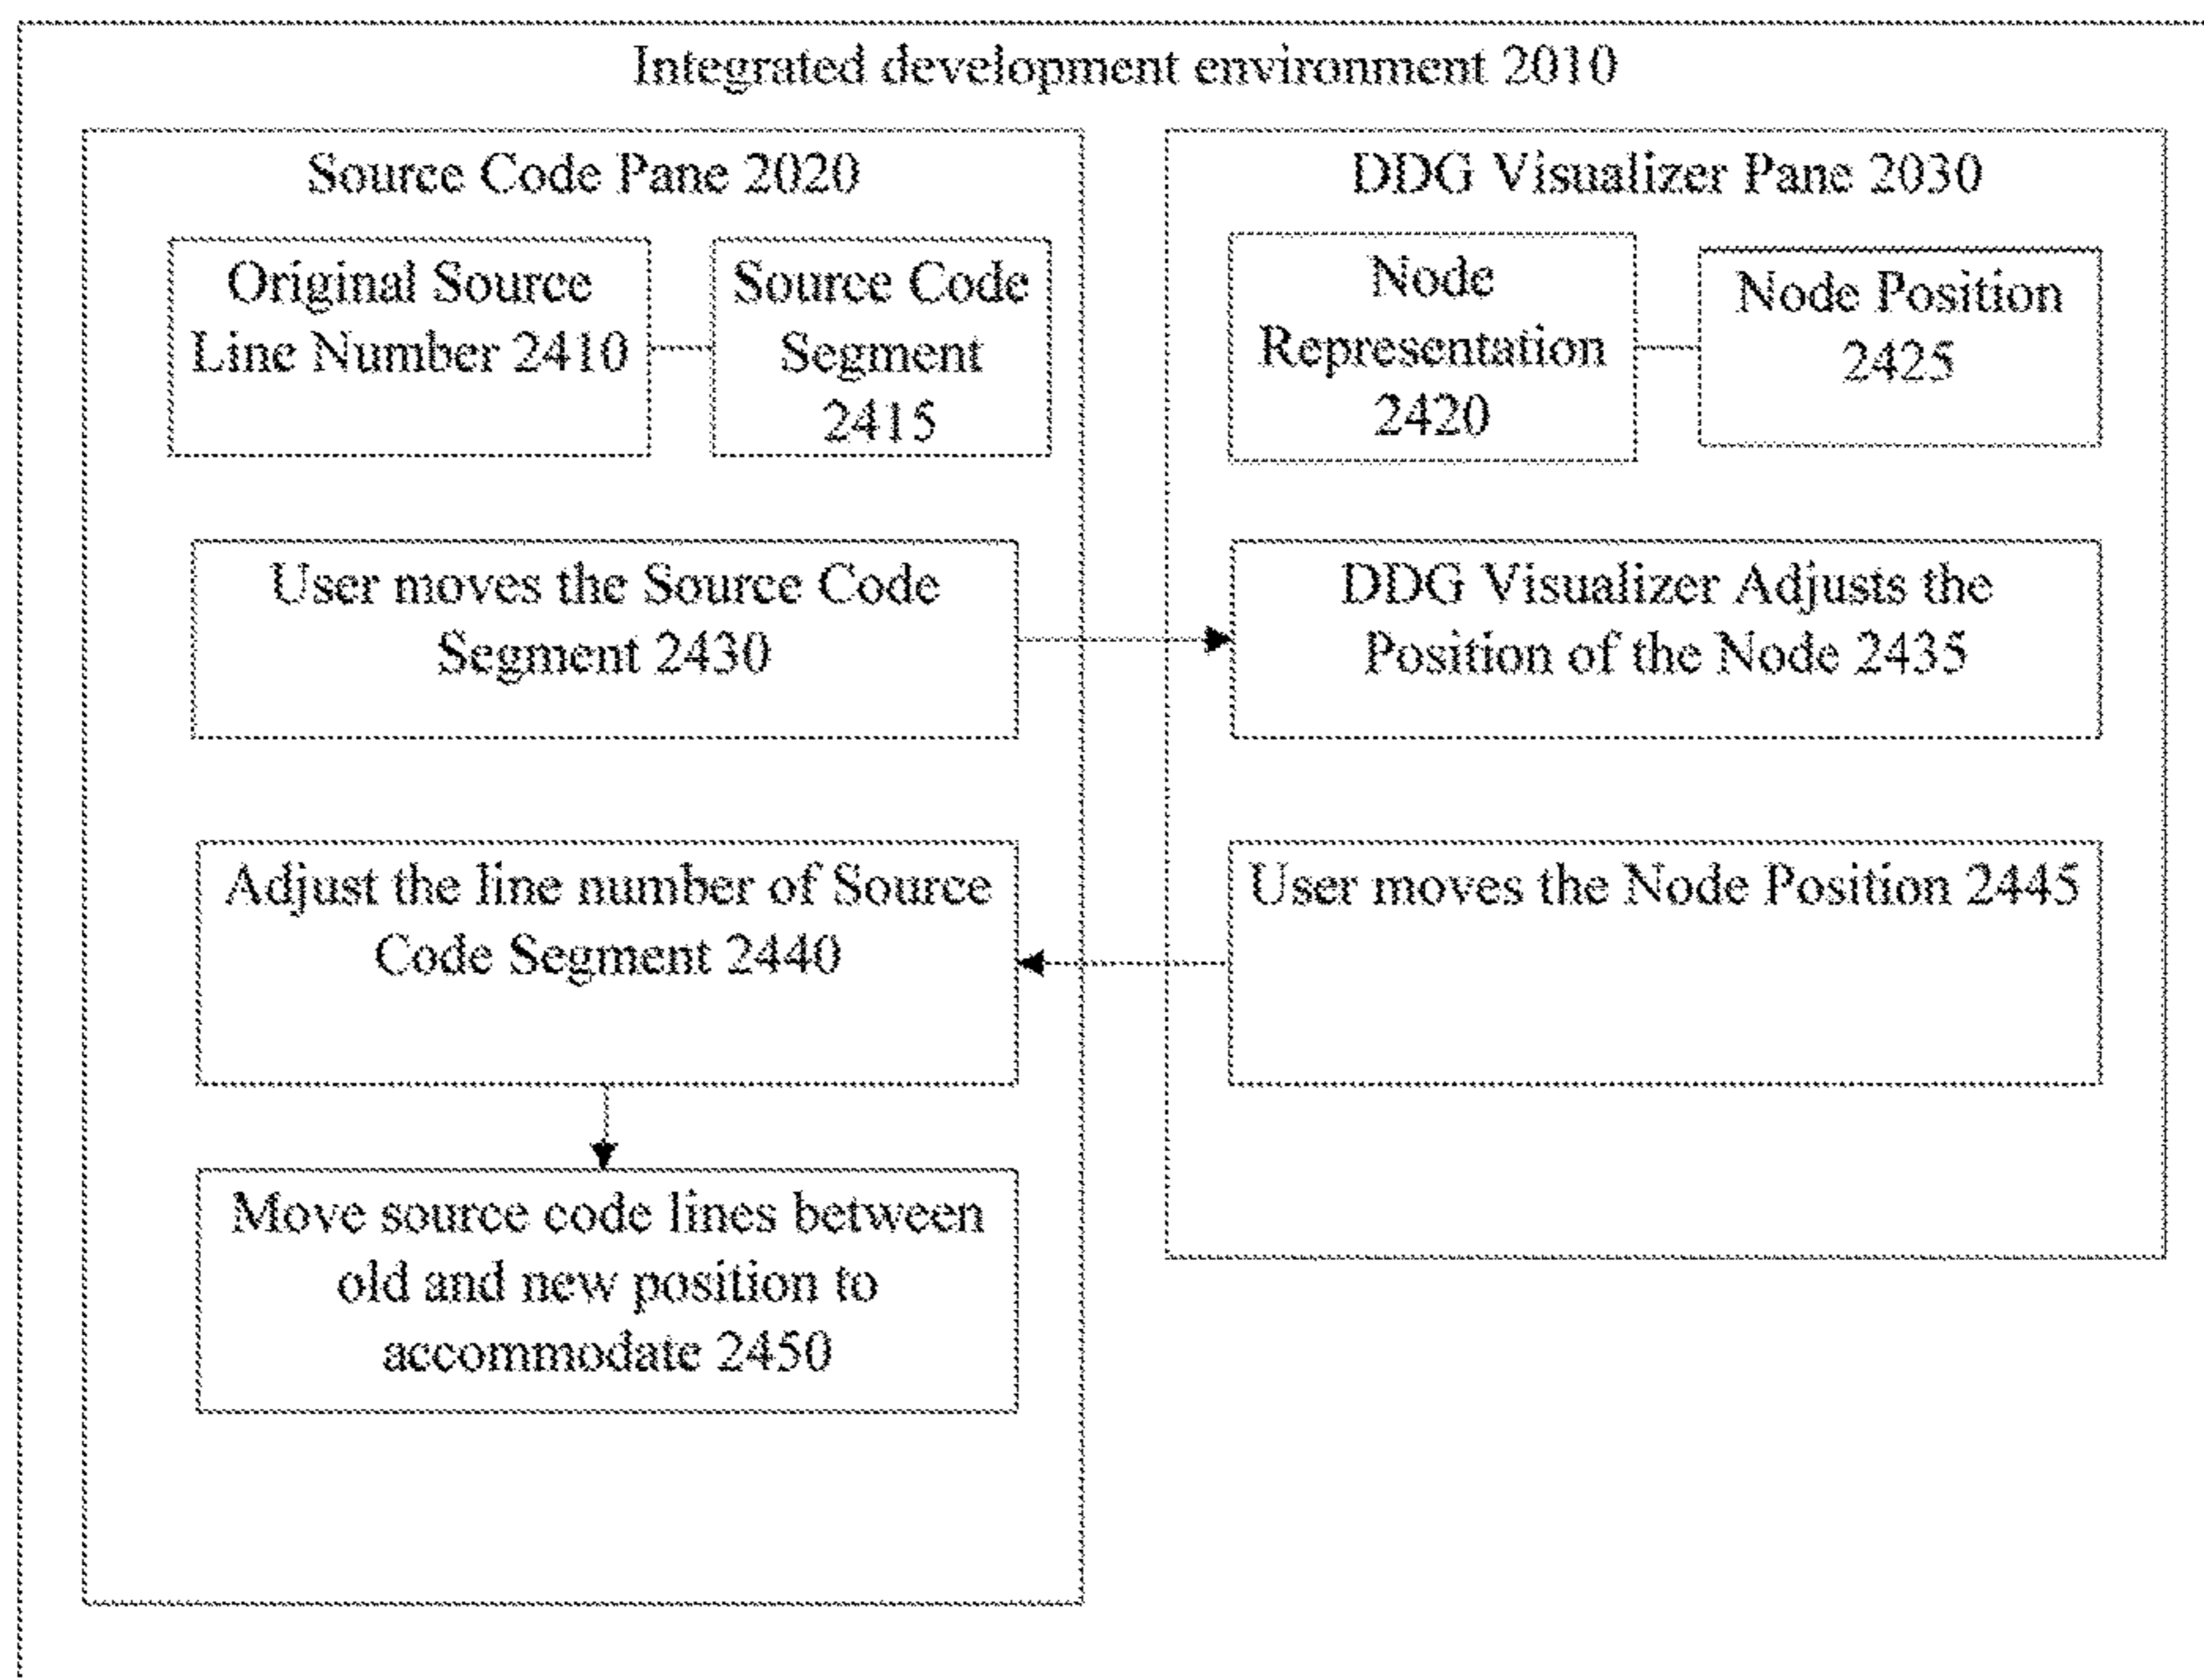 Integrated development environment 2010
Source Code Pane 2020
Original Source
Line Number 2410
Source Code
Segment
2415
User moves the Source Code
Segment 2430
Adjust the line number of Source
Code Segment 2440
Move source code lines between
old and new position to
accommodate 2450
DDG Visualizer Pane 2030
Node
Representation
2420
Node Position
2425
DDG Visualizer Adjusts the
Position of the Node 2435
User moves the Node Position 2445